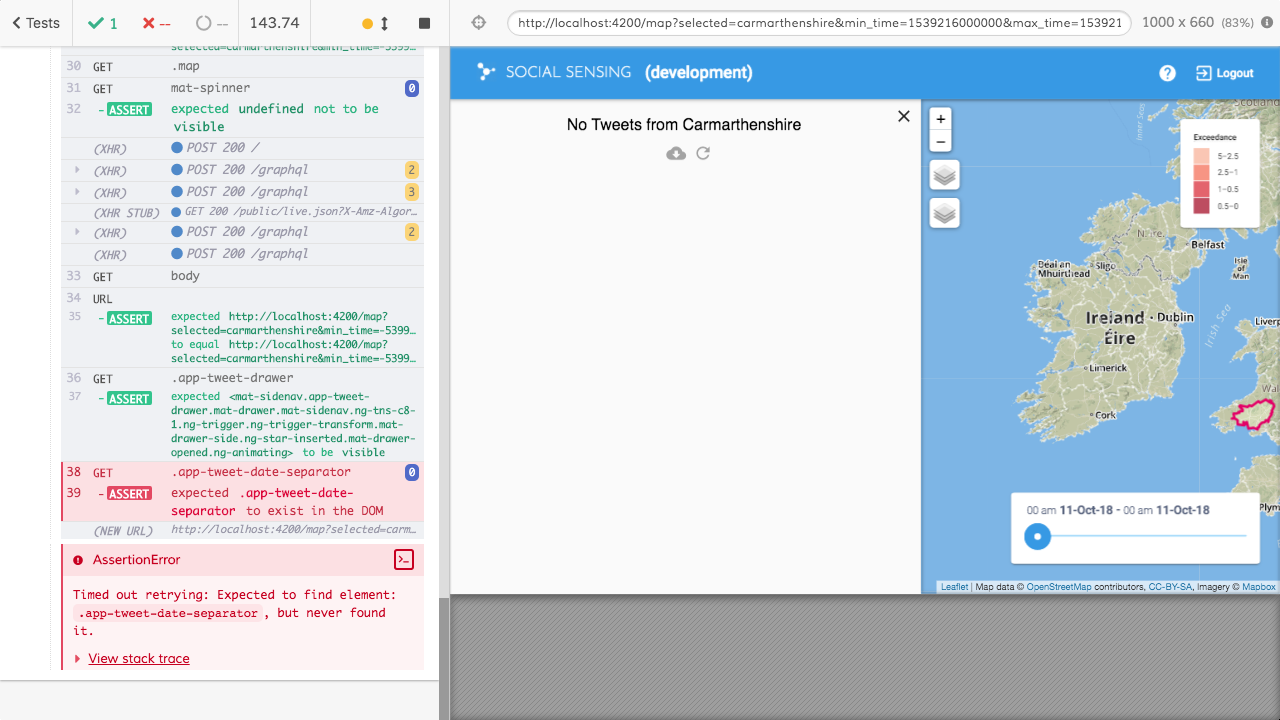 Tests
1
--
--
143.74
http://localhost:4200/map?selected=carmarthenshire&min_time=1539216000000&max_time=153921
1000 x 660 (83%)
selected=carmarthenshire&min_time=-5399…
30 GET .map
31 GET mat-spinner 0
32 -ASSERT expected undefined not to be
visible
(XHR) POST 200 /
(XHR) POST 200 /graphql 2
(XHR) POST 200 /graphql 3
(XHR STUB) GET 200 /public/live.json?X-Amz-Algor…
(XHR) POST 200 /graphql 2
(XHR) POST 200 /graphql
33 GET body
34 URL
35 -ASSERT expected http://localhost:4200/map?
selected=carmarthenshire&min_time=-5399…
to equal http://localhost:4200/map?
selected=carmarthenshire&min_time=-5399…
36 GET .app-tweet-drawer
37 -ASSERT expected <mat-sidenav.app-tweet-
drawer.mat-drawer.mat-sidenav.ng-tns-c8-
1.ng-trigger.ng-trigger-transform.mat-
drawer-side.ng-star-inserted.mat-drawer-
opened.ng-animating> to be visible
38 GET .app-tweet-date-separator 0
39 -ASSERT expected .app-tweet-date-
separator to exist in the DOM
(NEW URL) http://localhost:4200/map?selected=carm…
AssertionError
Timed out retrying: Expected to find element:
.app-tweet-date-separator, but never found
it.
View stack trace
SOCIAL SENSING (development)
Logout
No Tweets from Carmarthenshire
+
−
Exceedance
5–2.5
2.5–1
1–0.5
0.5–0
Inner Seas
Belfast
Déal an
Mhuirthead
Sligo
Isle
of
Man
Ireland
Éire
Dublin
Irish Sea
Liverp
Limerick
Wal
Cork
Plym
00 am 11-Oct-18 - 00 am 11-Oct-18
Leaflet | Map data © OpenStreetMap contributors, CC-BY-SA, Imagery © Mapbox